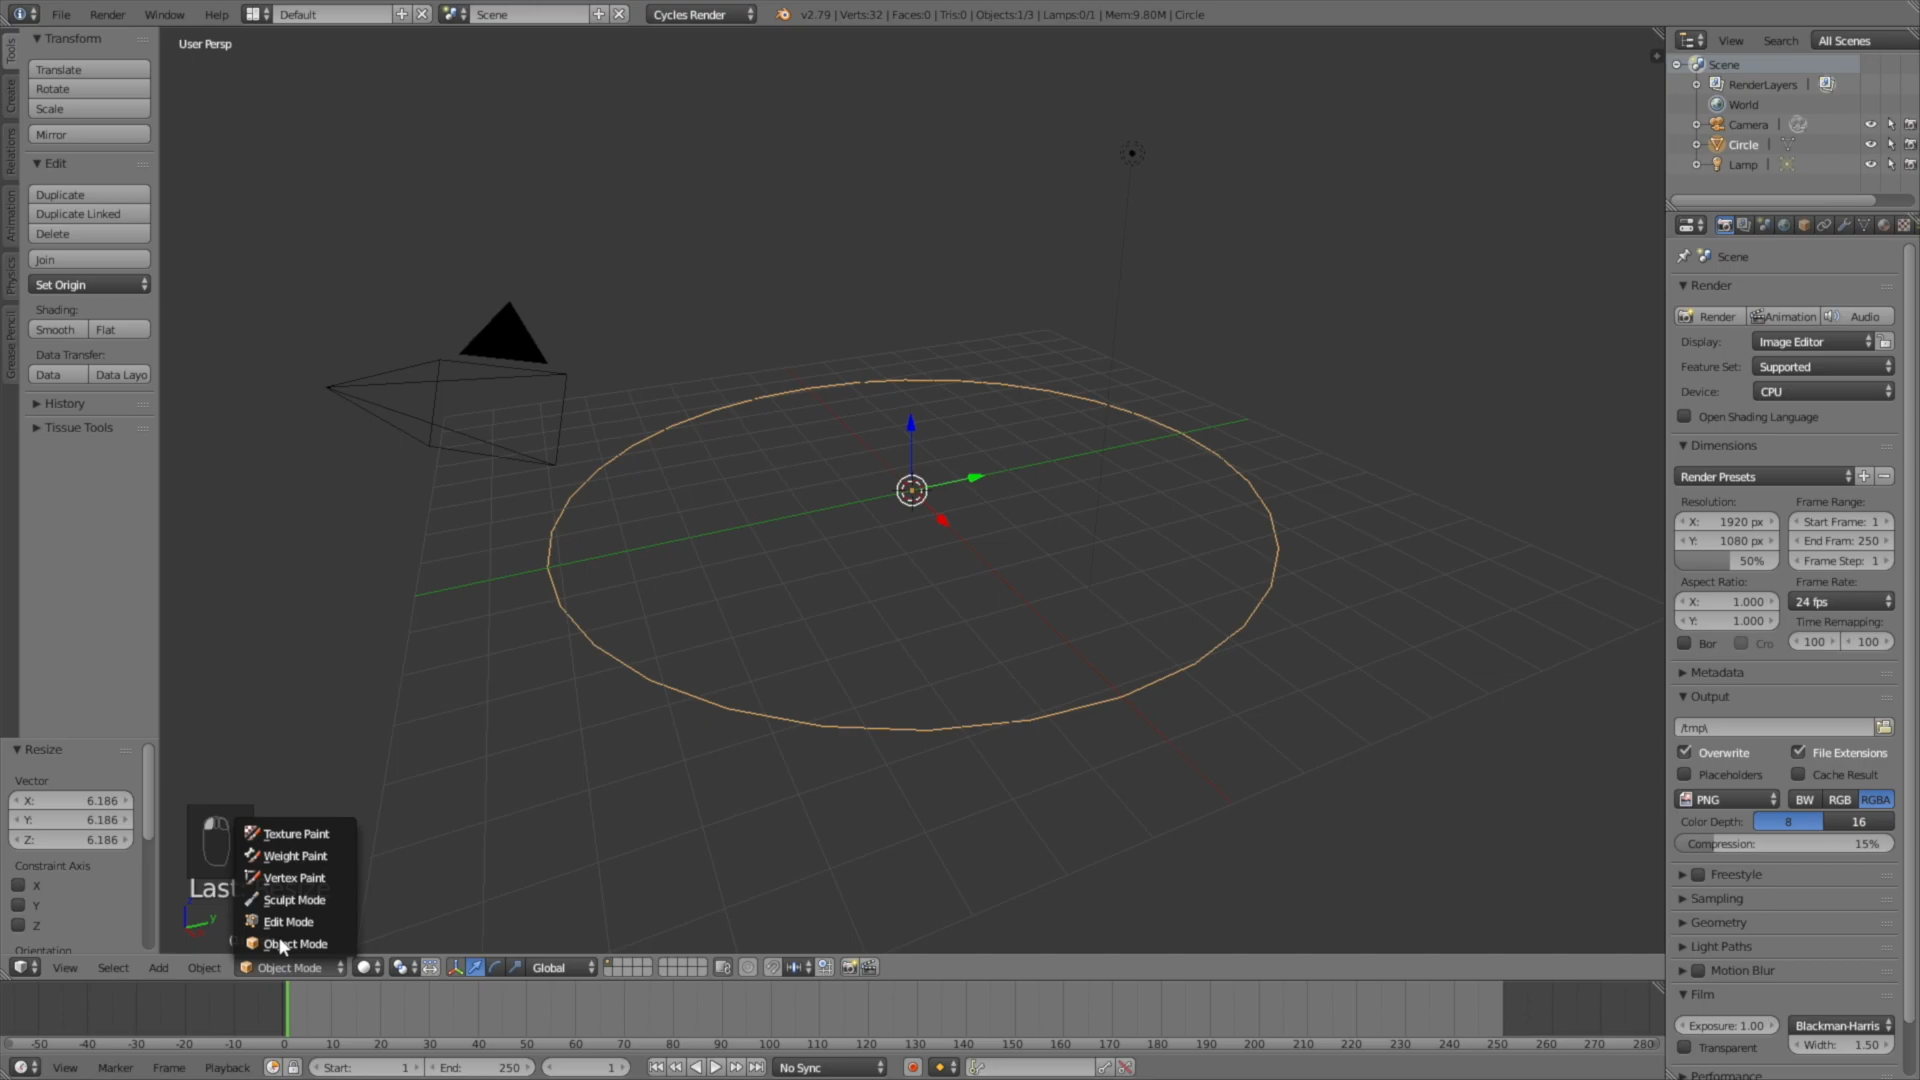 File Render Window Help Default Scene Cycles Render v2.79 | Verts:32 | Faces:0 | Tris:0 | Objects:1/3 | Lamps:0/1 | Mem:9.80M | Circle
Tools
Create
Relations
Animation
Physics
Grease Pencil
Transform
Translate
Rotate
Scale
Mirror
Edit
Duplicate
Duplicate Linked
Delete
Join
Set Origin
Shading:
Smooth Flat
Data Transfer:
Data Data Layo
History
Tissue Tools
Resize
Vector
X: 6.186
Y: 6.186
Z: 6.186
Constraint Axis
X
Y
Z
Orientation
User Persp
Last
y
Texture Paint
Weight Paint
Vertex Paint
Sculpt Mode
Edit Mode
Object Mode
View Select Add Object Object Mode Global
View Search All Scenes
Scene
RenderLayers |
World
Camera |
Circle |
Lamp |
Scene
Render
Render Animation Audio
Display: Image Editor
Feature Set: Supported
Device: CPU
Open Shading Language
Dimensions
Render Presets
Resolution: Frame Range:
X: 1920 px Start Frame: 1
Y: 1080 px End Fram: 250
50% Frame Step: 1
Aspect Ratio: Frame Rate:
X: 1.000 24 fps
Y: 1.000 Time Remapping:
Bor Cro 100 100
Metadata
Output
/tmp\
Overwrite File Extensions
Placeholders Cache Result
PNG BW RGB RGBA
Color Depth: 8 16
Compression: 15%
Freestyle
Sampling
Geometry
Light Paths
Motion Blur
Film
Exposure: 1.00 Blackman-Harris
Transparent Width: 1.50
Performance
-50 -40 -30 -20 -10 0 10 20 30 40 50 60 70 80 90 100 110 120 130 140 150 160 170 180 190 200 210 220 230 240 250 260 270 280
View Marker Frame Playback Start: 1 End: 250 1 No Sync